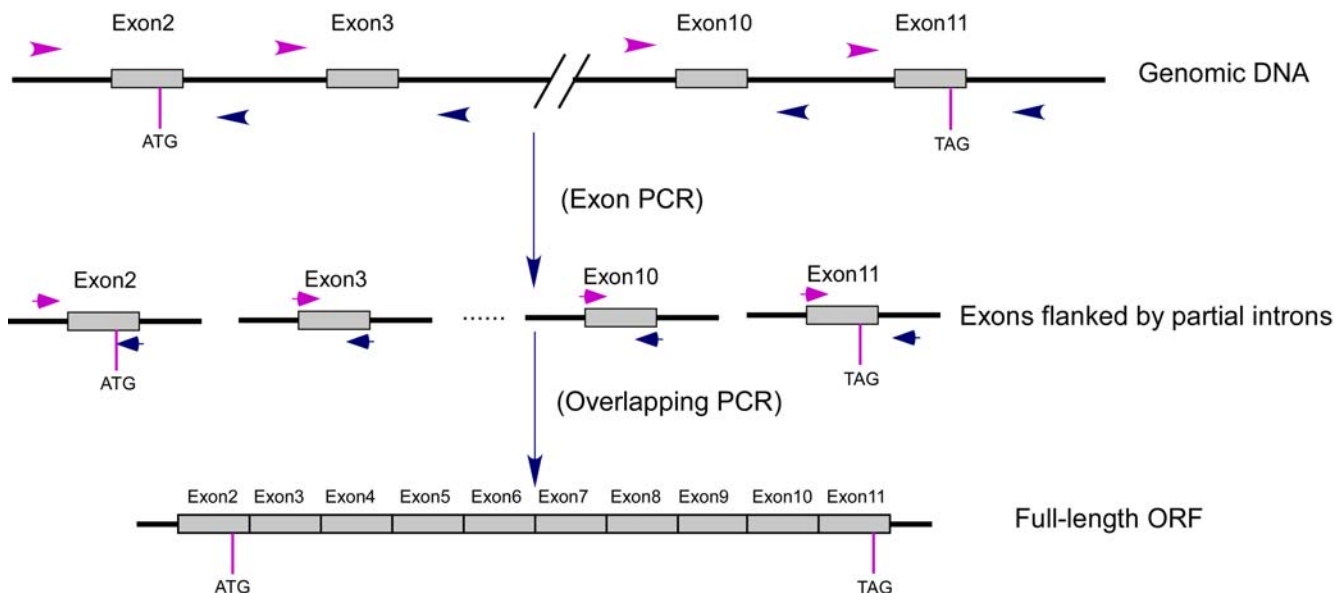 Exon2 Exon3 Exon10 Exon11
Genomic DNA
ATG TAG
(Exon PCR)
Exon2 Exon3 Exon10 Exon11
...... Exons flanked by partial introns
ATG TAG
(Overlapping PCR)
Exon2 Exon3 Exon4 Exon5 Exon6 Exon7 Exon8 Exon9 Exon10 Exon11
Full-length ORF
ATG TAG